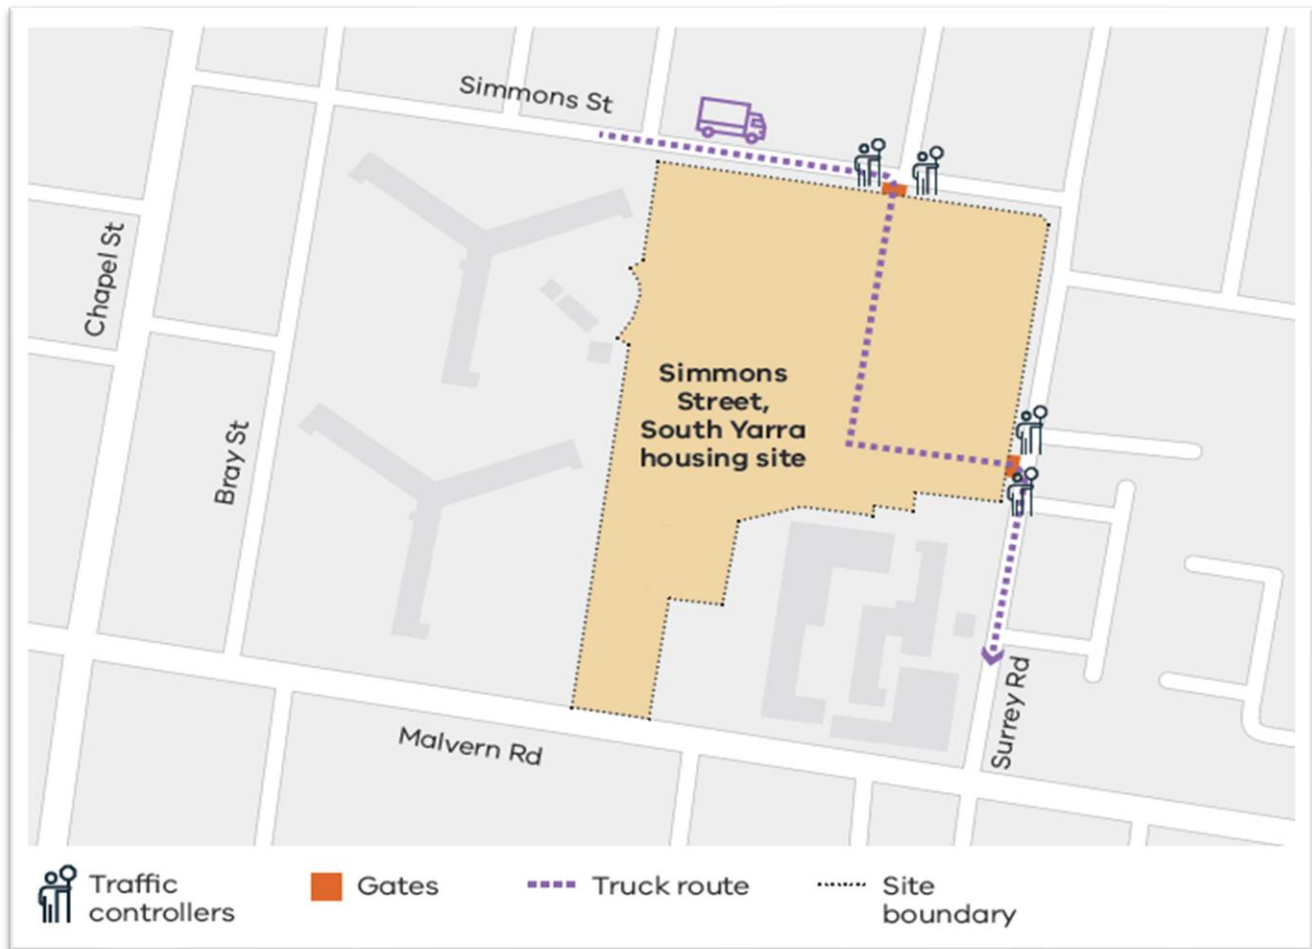 Simmons St
Chapel St
Simmons
Street,
South Yarra
housing site
Bray St
Surrey Rd
Malvern Rd
Traffic
controllers
Gates
Truck route
Site
boundary